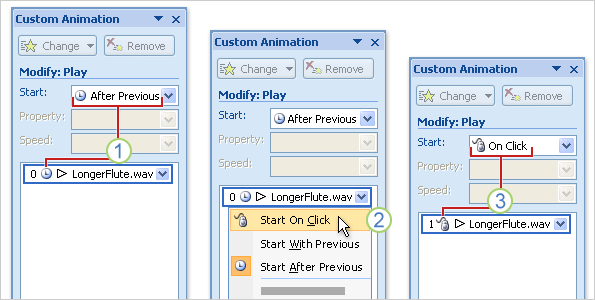 Custom Animation
Change
Remove
Modify: Play
Start:
After Previous
Property:
Speed:
1
0 LongerFlute.wav
Custom Animation
Change
Remove
Modify: Play
Start:
After Previous
Property:
Speed:
0 LongerFlute.wav
Start On Click
2
Start With Previous
Start After Previous
Custom Animation
Change
Remove
Modify: Play
Start:
On Click
Property:
Speed:
3
1 LongerFlute.wav